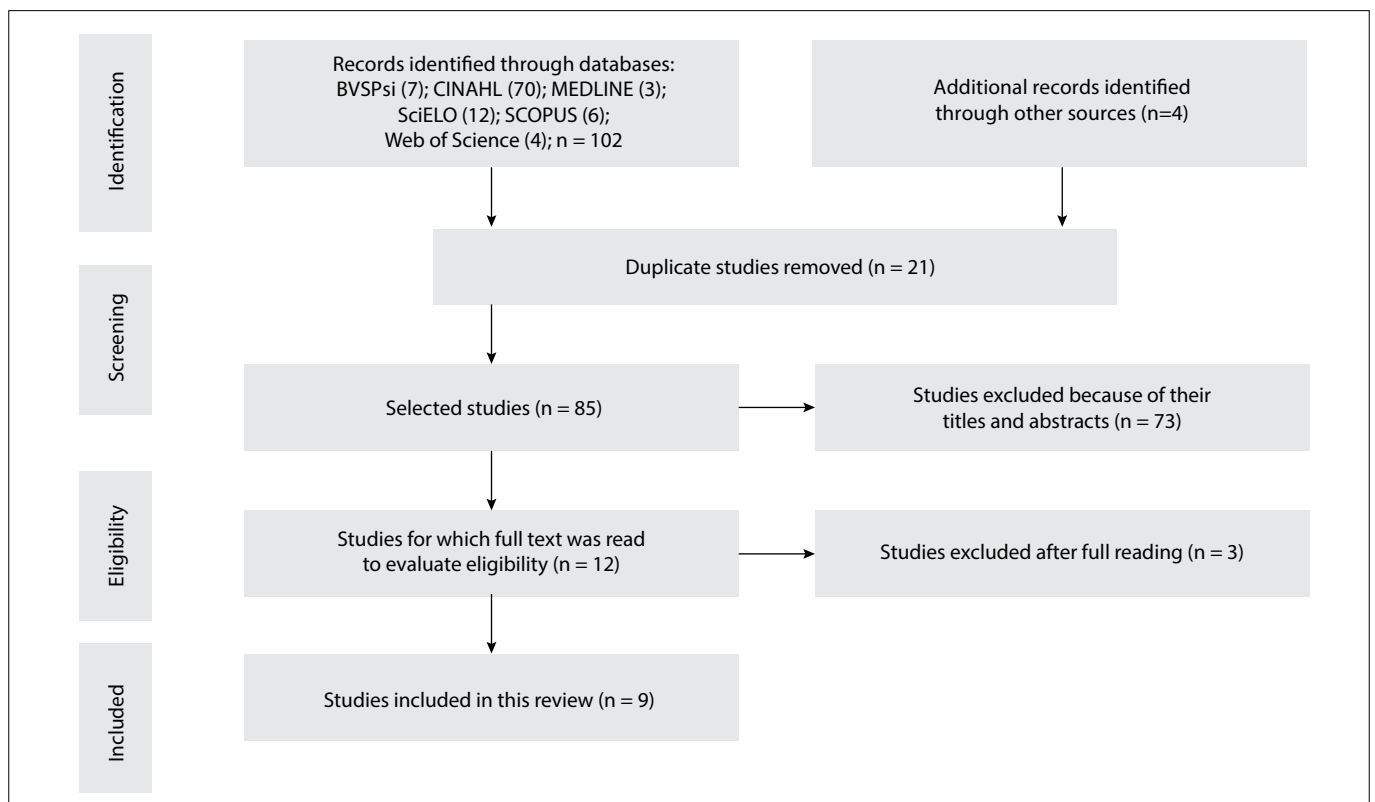 Identification
Records identified through databases:
BVSPsi (7); CINAHL (70); MEDLINE (3);
SciELO (12); SCOPUS (6);
Web of Science (4); n = 102
Additional records identified
through other sources (n=4)
Duplicate studies removed (n = 21)
Screening
Selected studies (n = 85)
Studies excluded because of their
titles and abstracts (n = 73)
Eligibility
Studies for which full text was read
to evaluate eligibility (n = 12)
Studies excluded after full reading (n = 3)
Included
Studies included in this review (n = 9)